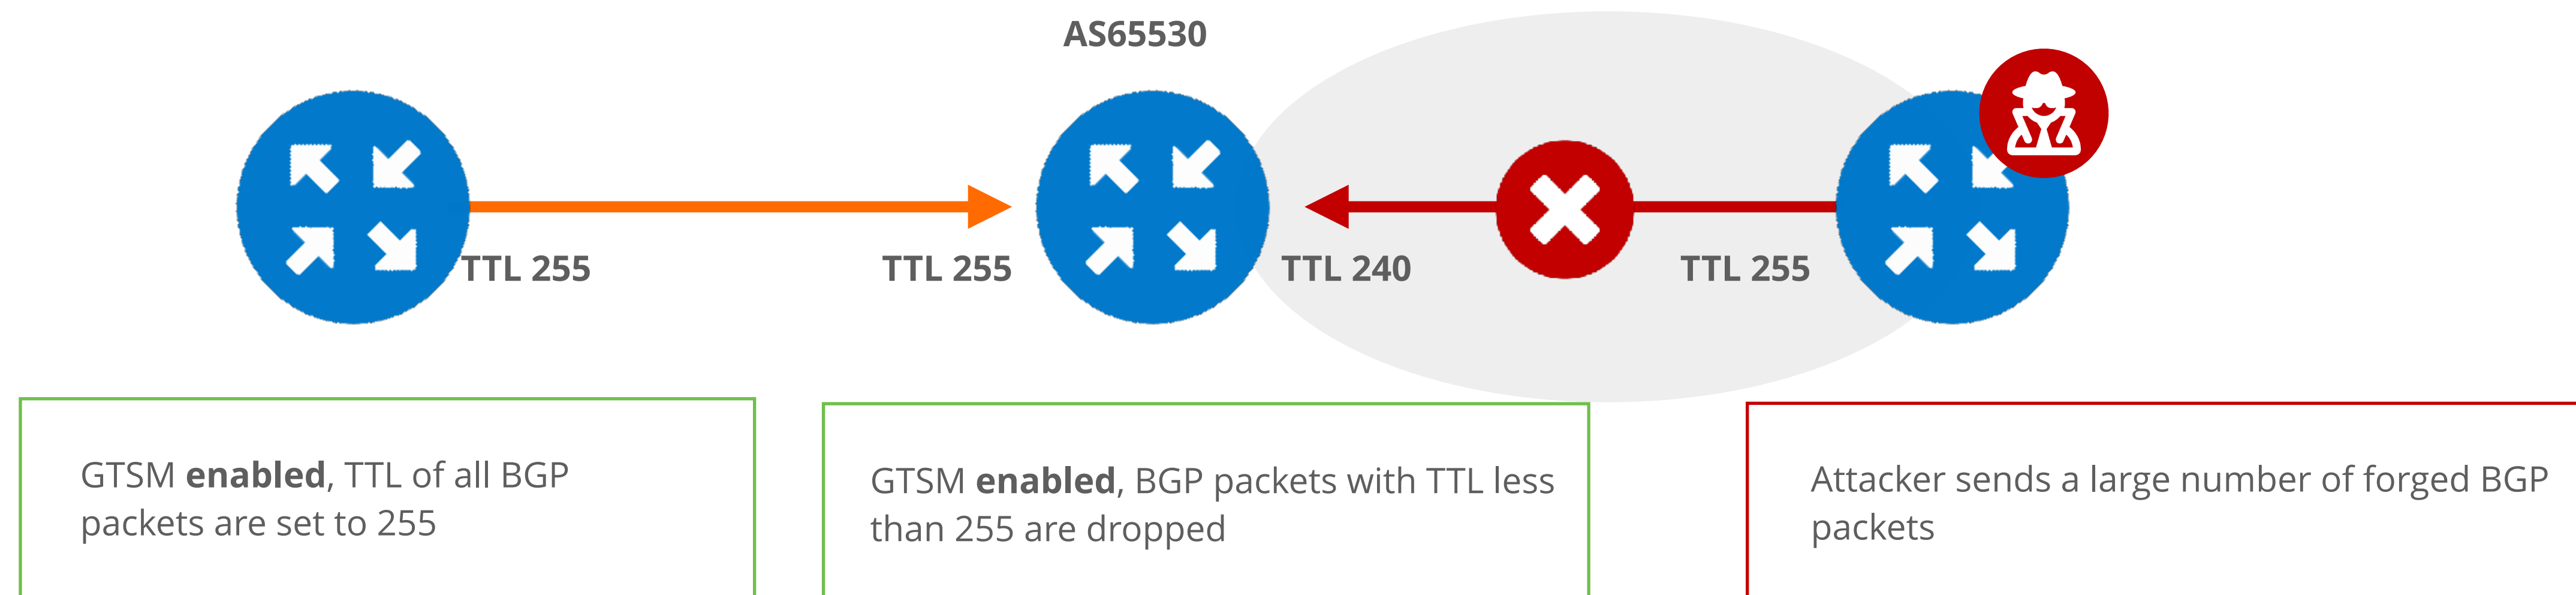 AS65530
TTL 255
TTL 255
TTL 240
TTL 255
GTSM enabled, TTL of all BGP
packets are set to 255
GTSM enabled, BGP packets with TTL less
than 255 are dropped
Attacker sends a large number of forged BGP
packets